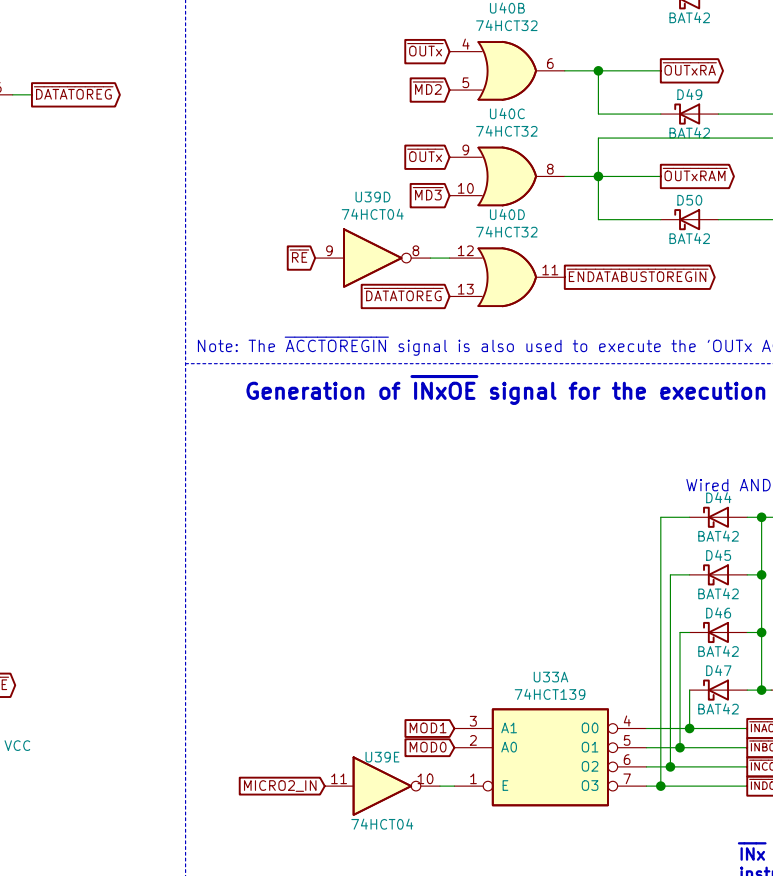 U40B
74HCT32
BAT42
OUTx 4
6 OUTxRA
MD2 5
DATATOREG
D49
U40C
74HCT32
BAT42
OUTx 9
8 OUTxRAM
MD3 10
U39D
74HCT04
U40D
74HCT32
D50
BAT42
RE 9 8 12
11 ENDATABUSTOREGIN
DATATOREG 13
Note: The ACCTOREGIN signal is also used to execute the 'OUTx
Generation of INxOE signal for the execution
Wired AND
D44
BAT42
D45
BAT42
D46
BAT42
D47
BAT42
U33A
74HCT139
VCC
MOD1 3 A1 O0 4
MOD0 2 A0 O1 5
O2 6
U39E
MICRO2_IN 11 10 1 E O3 7
74HCT04
INx